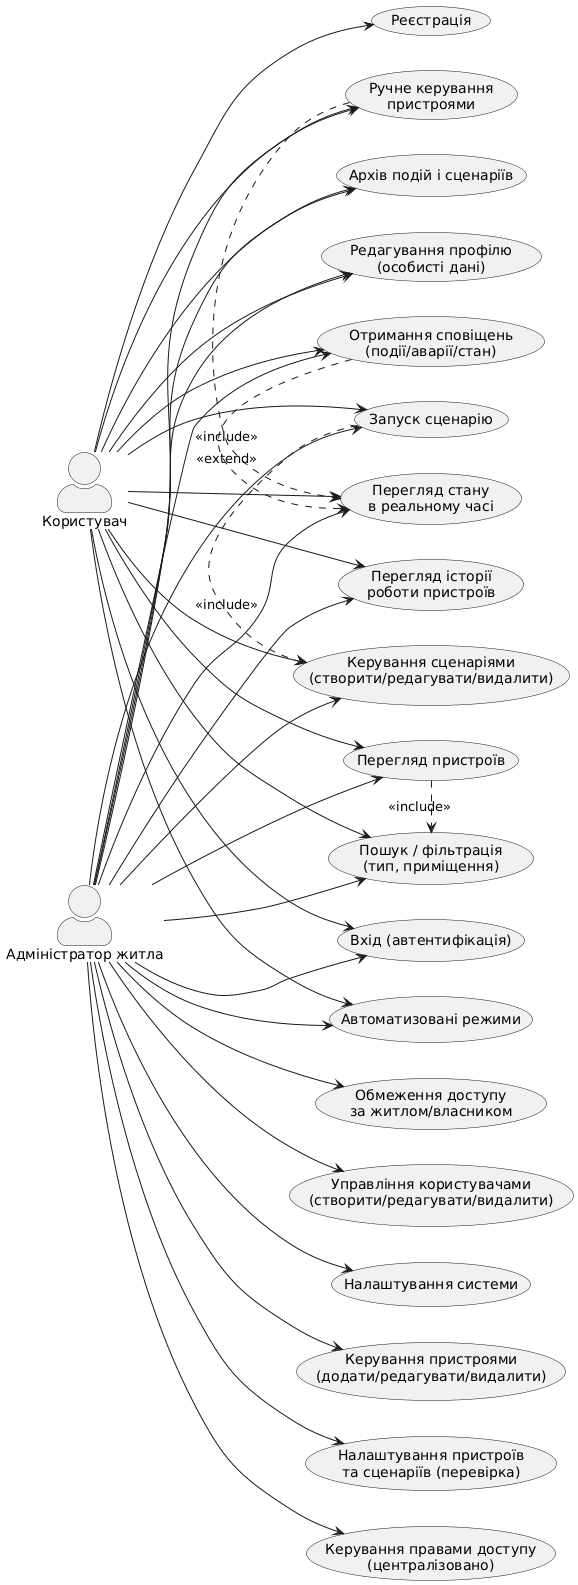 Реєстрація
Ручне керування
пристроями
Архів подій і сценаріїв
Редагування профілю
(особисті дані)
Отримання сповіщень
(події/аварії/стан)
Запуск сценарію
«include»
«extend»
Перегляд стану
в реальному часі
Користувач
Перегляд історії
роботи пристроїв
«include»
Керування сценаріями
(створити/редагувати/видалити)
Перегляд пристроїв
«include»
Пошук / фільтрація
(тип, приміщення)
Вхід (автентифікація)
Адміністратор житла
Автоматизовані режими
Обмеження доступу
за житлом/власником
Управління користувачами
(створити/редагувати/видалити)
Налаштування системи
Керування пристроями
(додати/редагувати/видалити)
Налаштування пристроїв
та сценаріїв (перевірка)
Керування правами доступу
(централізовано)